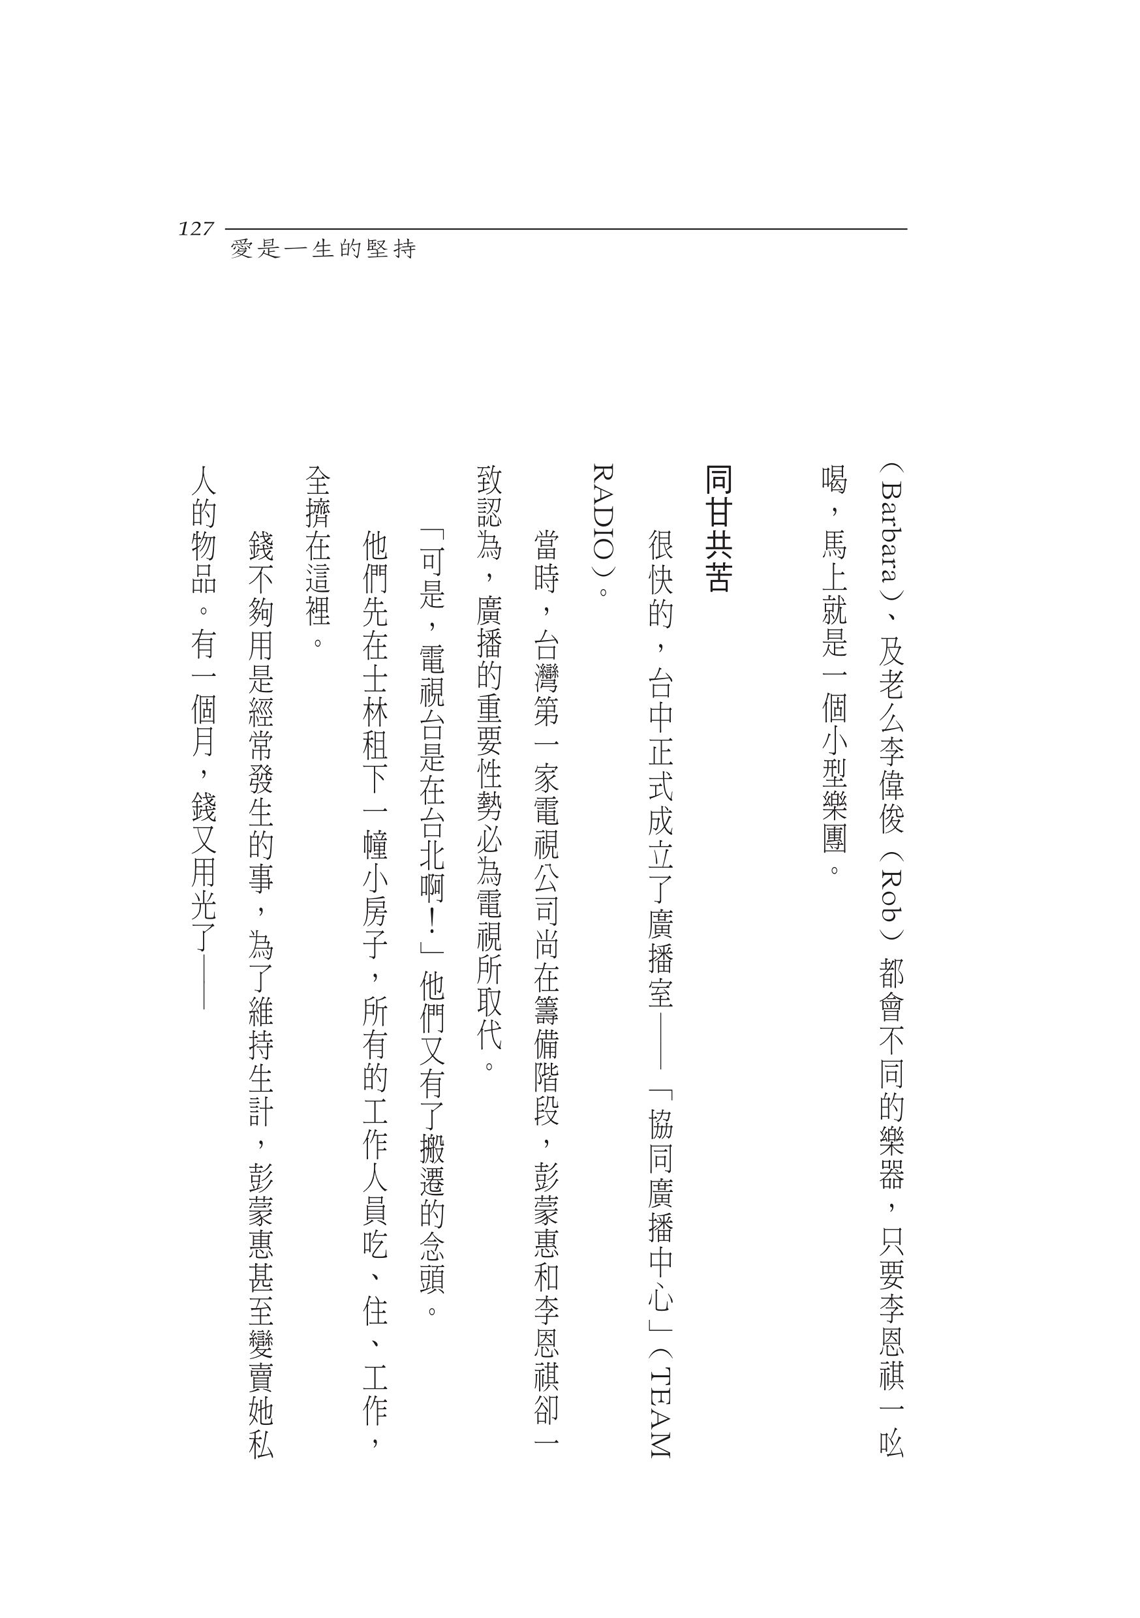 127
愛是一生的堅持
（Barbara）、及老么李偉俊（Rob）都會不同的樂器，只要李恩祺一吆
喝，馬上就是一個小型樂團。
同甘共苦
很快的，台中正式成立了廣播室——「協同廣播中心」（TEAM
RADIO）。
當時，台灣第一家電視公司尚在籌備階段，彭蒙惠和李恩祺卻一
致認為，廣播的重要性勢必為電視所取代。
「可是，電視台是在台北啊！」他們又有了搬遷的念頭。
他們先在士林租下一幢小房子，所有的工作人員吃、住、工作，
全擠在這裡。
錢不夠用是經常發生的事，為了維持生計，彭蒙惠甚至變賣她私
人的物品。有一個月，錢又用光了——